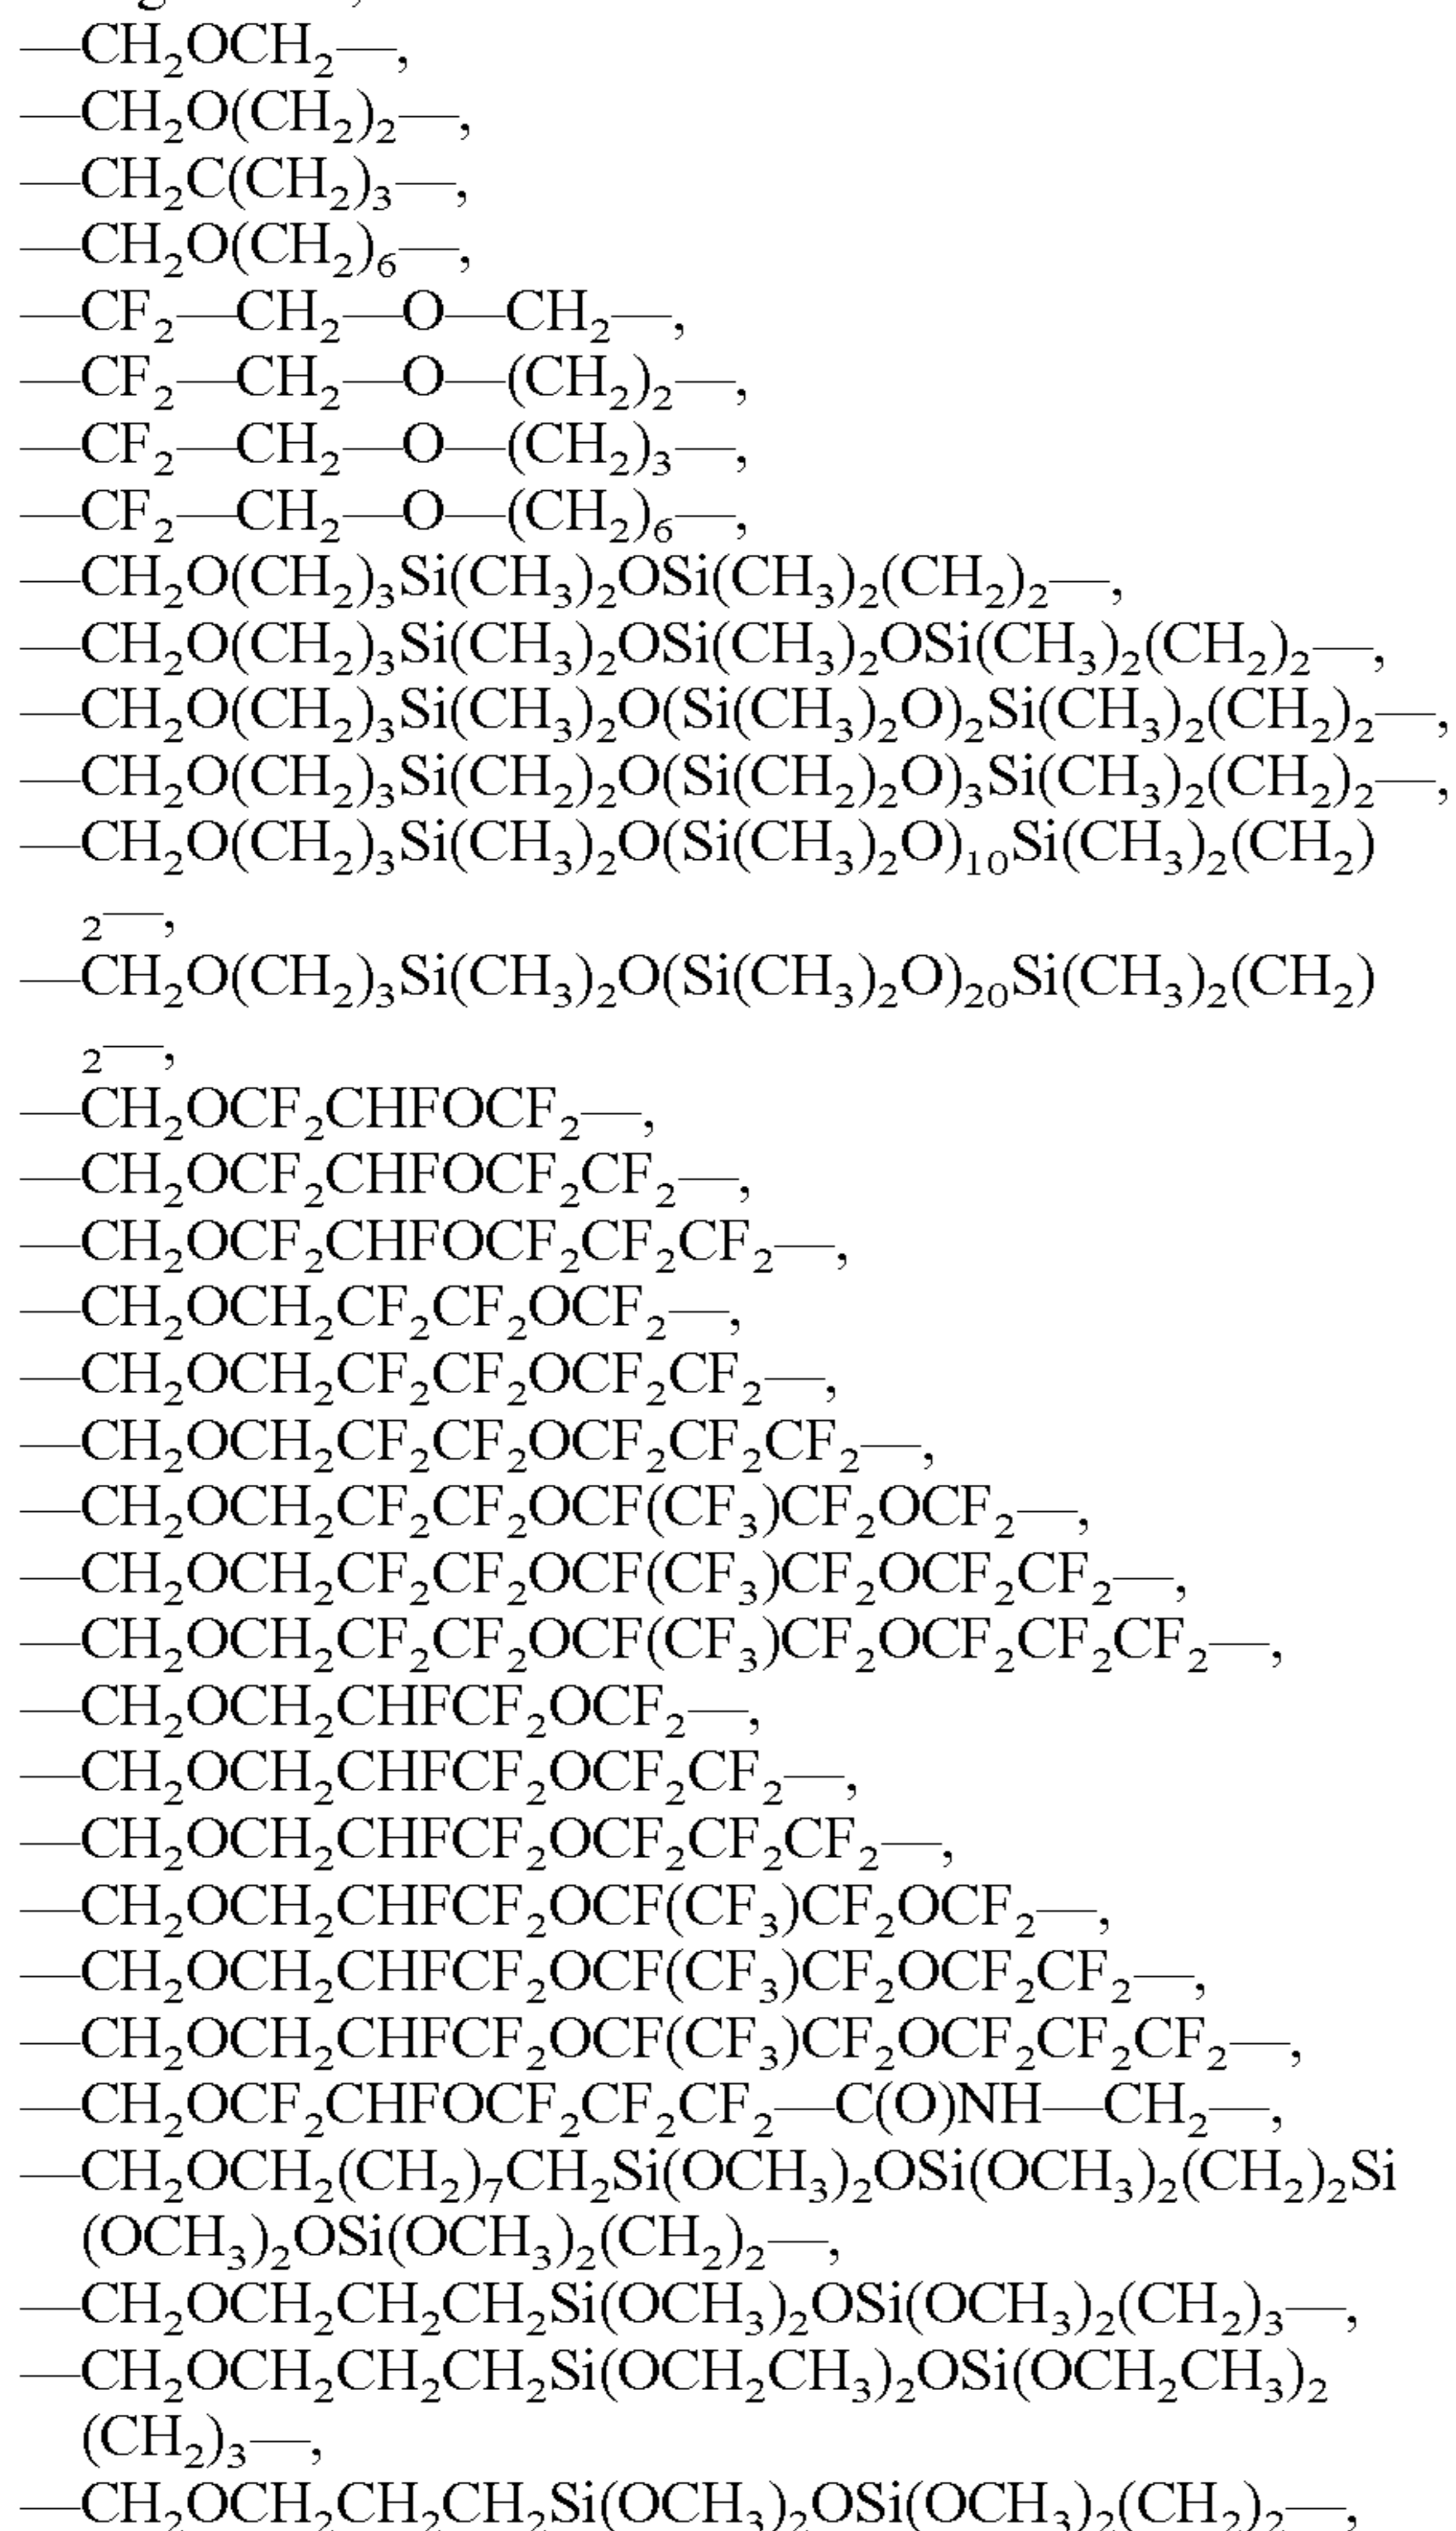 —CH₂OCH₂—,
—CH₂O(CH₂)₂—,
—CH₂C(CH₂)₃—,
—CH₂O(CH₂)₆—,
—CF₂—CH₂—O—CH₂—,
—CF₂—CH₂—O—(CH₂)₂—,
—CF₂—CH₂—O—(CH₂)₃—,
—CF₂—CH₂—O—(CH₂)₆—,
—CH₂O(CH₂)₃Si(CH₃)₂OSi(CH₃)₂(CH₂)₂—,
—CH₂O(CH₂)₃Si(CH₃)₂OSi(CH₃)₂OSi(CH₃)₂(CH₂)₂—,
—CH₂O(CH₂)₃Si(CH₃)₂O(Si(CH₃)₂O)₂Si(CH₃)₂(CH₂)₂—,
—CH₂O(CH₂)₃Si(CH₂)₂O(Si(CH₂)₂O)₃Si(CH₃)₂(CH₂)₂—,
—CH₂O(CH₂)₃Si(CH₃)₂O(Si(CH₃)₂O)₁₀Si(CH₃)₂(CH₂)
₂—,
—CH₂O(CH₂)₃Si(CH₃)₂O(Si(CH₃)₂O)₂₀Si(CH₃)₂(CH₂)
₂—,
—CH₂OCF₂CHFOCF₂—,
—CH₂OCF₂CHFOCF₂CF₂—,
—CH₂OCF₂CHFOCF₂CF₂CF₂—,
—CH₂OCH₂CF₂CF₂OCF₂—,
—CH₂OCH₂CF₂CF₂OCF₂CF₂—,
—CH₂OCH₂CF₂CF₂OCF₂CF₂CF₂—,
—CH₂OCH₂CF₂CF₂OCF(CF₃)CF₂OCF₂—,
—CH₂OCH₂CF₂CF₂OCF(CF₃)CF₂OCF₂CF₂—,
—CH₂OCH₂CF₂CF₂OCF(CF₃)CF₂OCF₂CF₂CF₂—,
—CH₂OCH₂CHFCF₂OCF₂—,
—CH₂OCH₂CHFCF₂OCF₂CF₂—,
—CH₂OCH₂CHFCF₂OCF₂CF₂CF₂—,
—CH₂OCH₂CHFCF₂OCF(CF₃)CF₂OCF₂—,
—CH₂OCH₂CHFCF₂OCF(CF₃)CF₂OCF₂CF₂—,
—CH₂OCH₂CHFCF₂OCF(CF₃)CF₂OCF₂CF₂CF₂—,
—CH₂OCF₂CHFOCF₂CF₂CF₂—C(O)NH—CH₂—,
—CH₂OCH₂(CH₂)₇CH₂Si(OCH₃)₂OSi(OCH₃)₂(CH₂)₂Si
(OCH₃)₂OSi(OCH₃)₂(CH₂)₂—,
—CH₂OCH₂CH₂CH₂Si(OCH₃)₂OSi(OCH₃)₂(CH₂)₃—,
—CH₂OCH₂CH₂CH₂Si(OCH₂CH₃)₂OSi(OCH₂CH₃)₂
(CH₂)₃—,
—CH₂OCH₂CH₂CH₂Si(OCH₃)₂OSi(OCH₃)₂(CH₂)₂—,